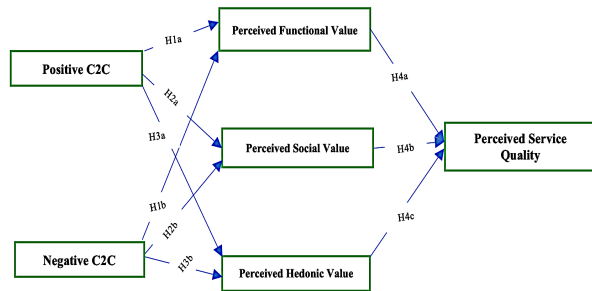 Perceived Functional Value
H1a
Positive C2C
H4a
H2a
H3a
Perceived Social Value
H4b
Perceived Service
Quality
H1b
H2b
H4c
Negative C2C
H3b
Perceived Hedonic Value